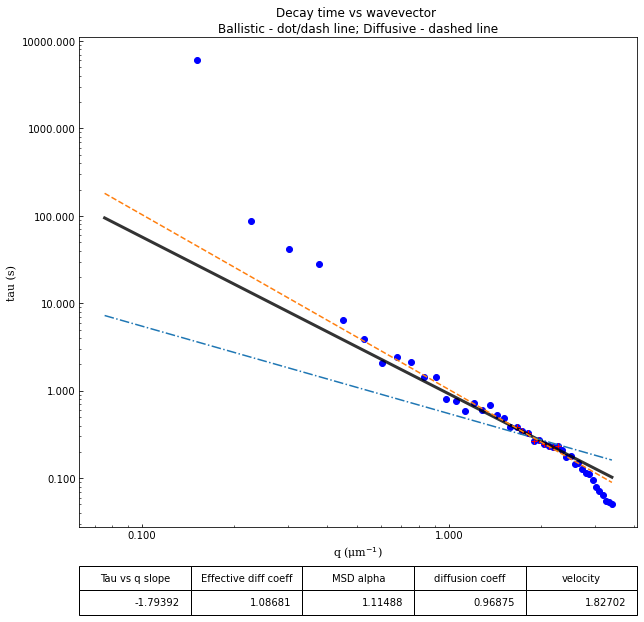 Decay time vs wavevector
Ballistic - dot/dash line; Diffusive - dashed line
10000.000
1000.000
100.000
10.000
1.000
0.100
tau (s)
0.100 1.000
q (μm⁻¹)
Tau vs q slope Effective diff coeff MSD alpha diffusion coeff velocity
-1.79392 1.08681 1.11488 0.96875 1.82702